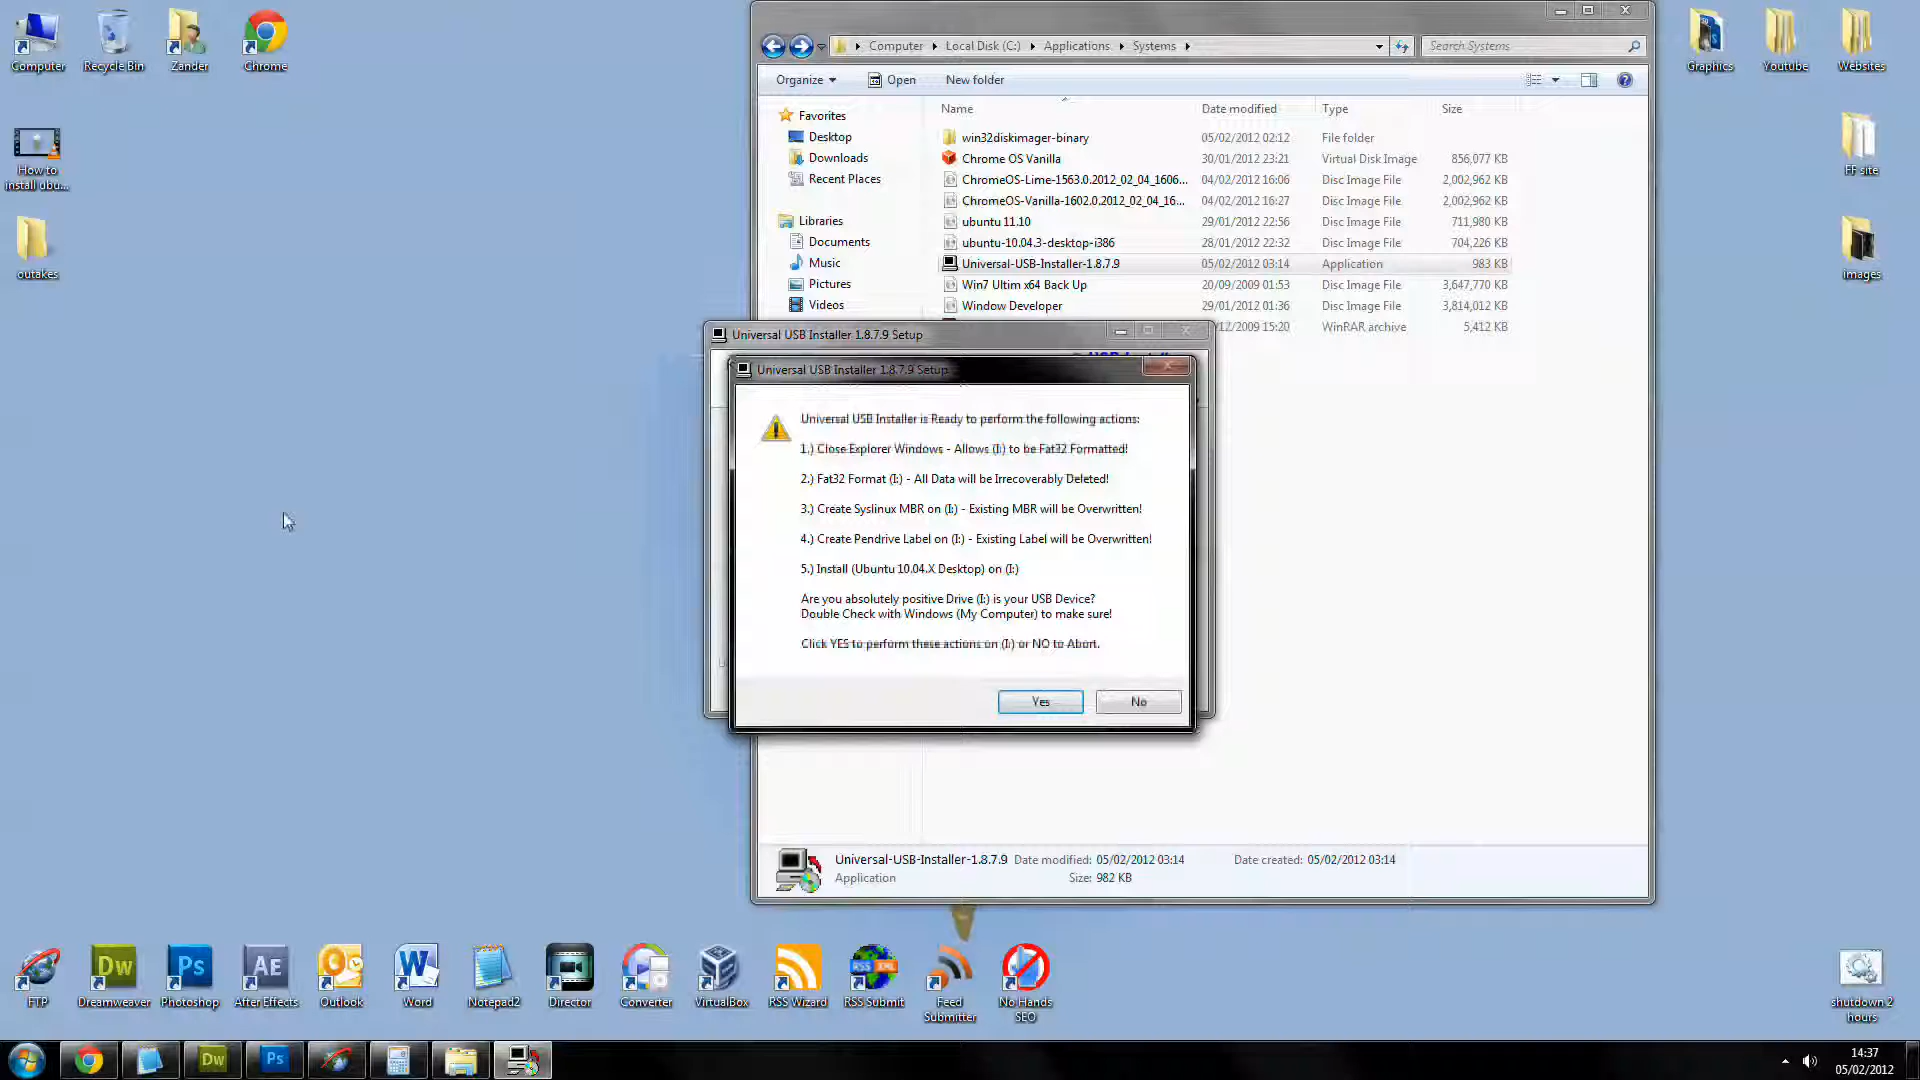 Computer
Recycle Bin
Zander
Chrome
How to
install ubu...
outakes
Computer
Local Disk (C:)
Applications
Systems
Search Systems
Organize
Open
New folder
Name
Date modified
Type
Size
Favorites
Desktop
Downloads
Recent Places
Libraries
Documents
Music
Pictures
Videos
win32diskimager-binary 05/02/2012 02:12 File folder
Chrome OS Vanilla 30/01/2012 23:21 Virtual Disk Image 856,077 KB
ChromeOS-Lime-1563.0.2012_02_04_1606... 04/02/2012 16:06 Disc Image File 2,002,962 KB
ChromeOS-Vanilla-1602.0.2012_02_04_16... 04/02/2012 16:27 Disc Image File 2,002,962 KB
ubuntu 11.10 29/01/2012 22:56 Disc Image File 711,980 KB
ubuntu-10.04.3-desktop-i386 28/01/2012 22:32 Disc Image File 704,226 KB
Universal-USB-Installer-1.8.7.9 05/02/2012 03:14 Application 983 KB
Win7 Ultim x64 Back Up 20/09/2009 01:53 Disc Image File 3,647,770 KB
Window Developer 29/01/2012 01:36 Disc Image File 3,814,012 KB
/12/2009 15:20 WinRAR archive 5,412 KB
Universal USB Installer 1.8.7.9 Setup
Universal USB Installer 1.8.7.9 Setup
Universal USB Installer is Ready to perform the following actions:
1.) Close Explorer Windows - Allows (I:) to be Fat32 Formatted!
2.) Fat32 Format (I:) - All Data will be Irrecoverably Deleted!
3.) Create Syslinux MBR on (I:) - Existing MBR will be Overwritten!
4.) Create Pendrive Label on (I:) - Existing Label will be Overwritten!
5.) Install (Ubuntu 10.04.X Desktop) on (I:)
Are you absolutely positive Drive (I:) is your USB Device?
Double Check with Windows (My Computer) to make sure!
Click YES to perform these actions on (I:) or NO to Abort.
Yes
No
Universal-USB-Installer-1.8.7.9 Date modified: 05/02/2012 03:14 Date created: 05/02/2012 03:14
Application Size: 982 KB
Graphics
Youtube
Websites
FF site
images
FTP
Dw
Dreamweaver
Ps
Photoshop
AE
After Effects
Outlook
W
Word
Notepad2
Director
Converter
VirtualBox
RSS Wizard
RSS XML
RSS Submit
Feed
Submitter
No Hands
SEO
shutdown 2
hours
Dw
Ps
14:37
05/02/2012